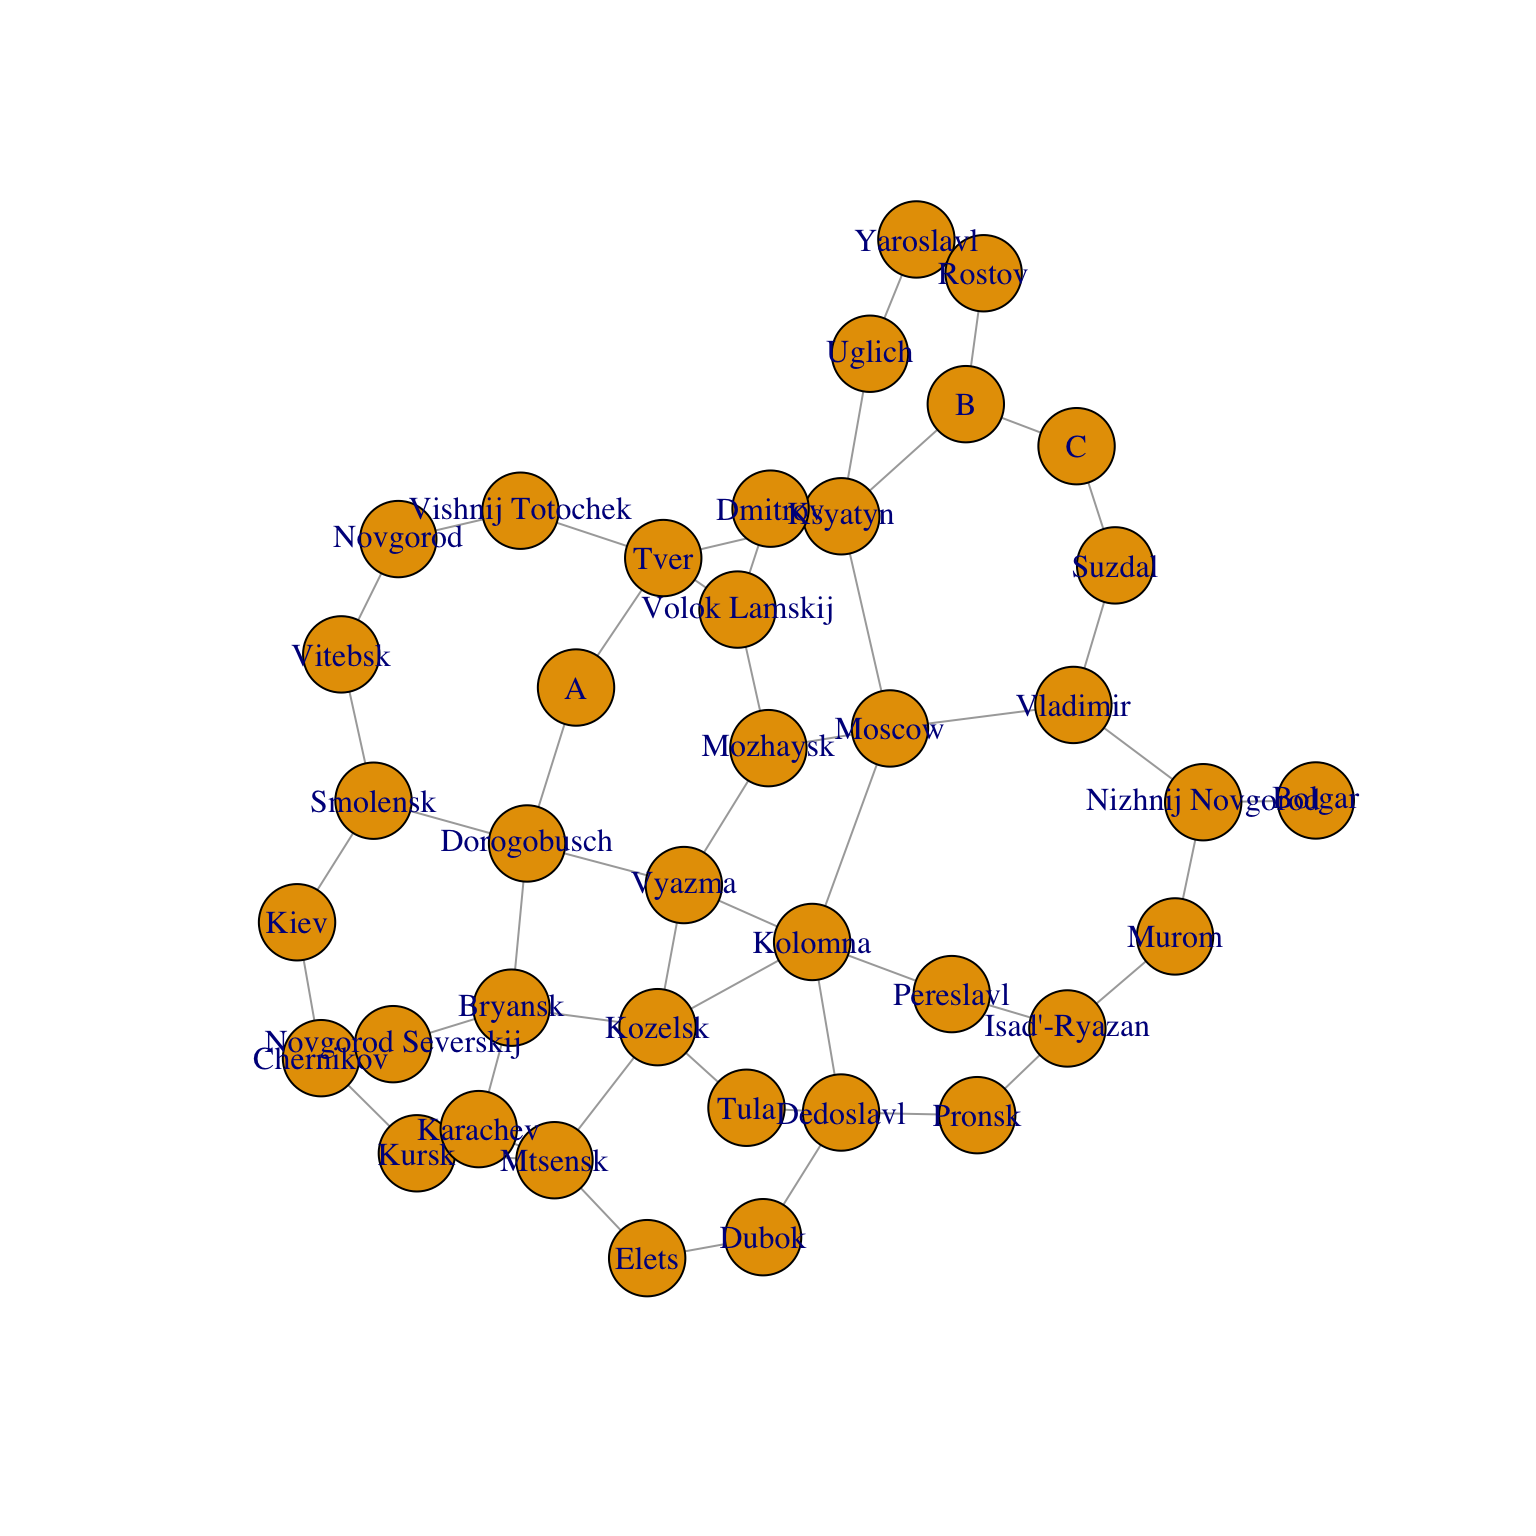 Yaroslavl
Rostov
Uglich
B
C
Vishnij Totochek
Novgorod
Dmitrov
Ksyatyn
Tver
Suzdal
Volok Lamskij
Vitebsk
A
Vladimir
Moscow
Mozhaysk
Smolensk
Nizhnij Novgorod
Bolgar
Dorogobusch
Vyazma
Kiev
Kolomna
Murom
Pereslavl
Bryansk
Isad'-Ryazan
Kozelsk
Novgorod Severskij
Chernikov
Tula
Dedoslavl
Pronsk
Karachev
Kursk
Mtsensk
Dubok
Elets